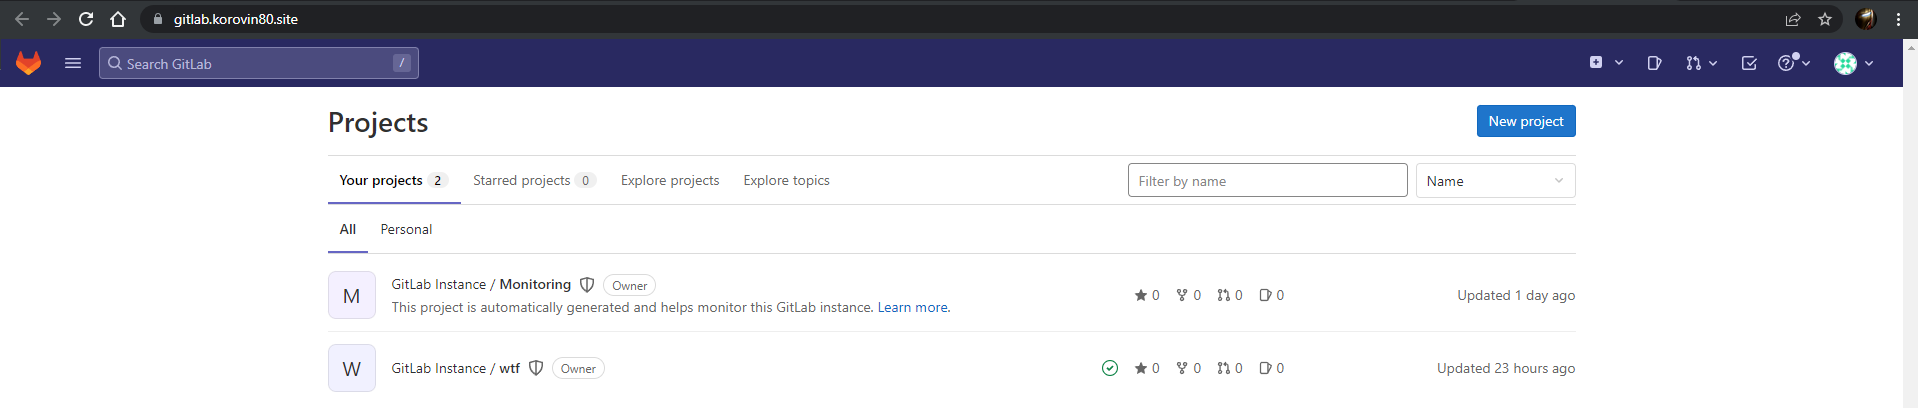 gitlab.korovin80.site
Search GitLab /
Projects
New project
Your projects 2 Starred projects 0 Explore projects Explore topics Filter by name Name
All Personal
M GitLab Instance / Monitoring Owner
This project is automatically generated and helps monitor this GitLab instance. Learn more. 0 0 0 0 Updated 1 day ago
W GitLab Instance / wtf Owner 0 0 0 0 Updated 23 hours ago